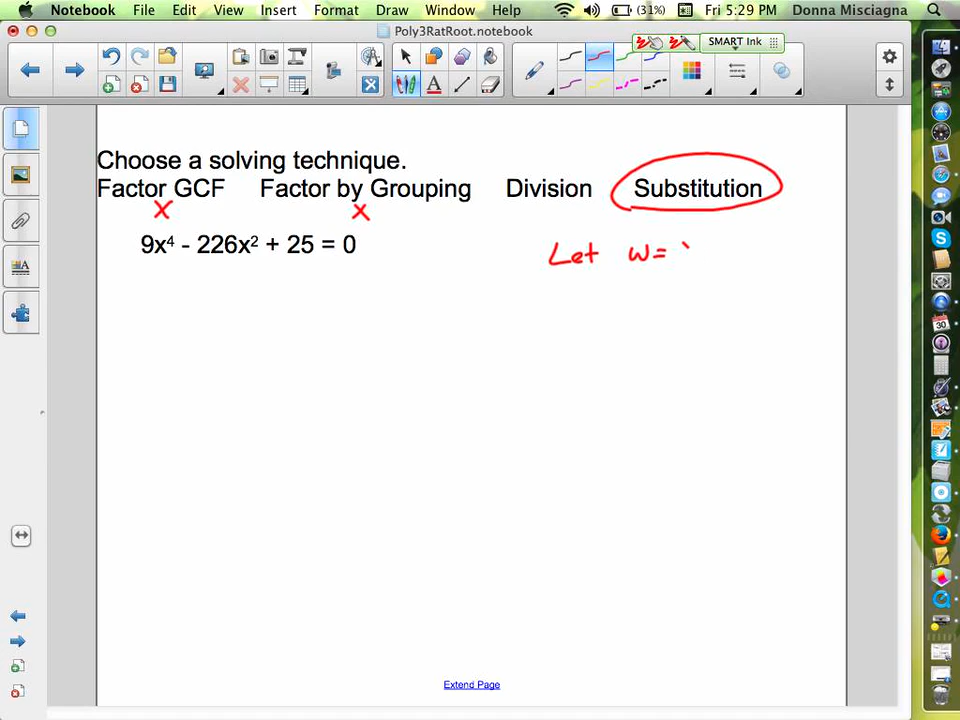 Notebook File Edit View Insert Format Draw Window Help (31%) Fri 5:29 PM Donna Misciagna
Poly3RatRoot.notebook
SMART Ink
Choose a solving technique.
Factor GCF Factor by Grouping Division Substitution
x x
9x⁴ - 226x² + 25 = 0 Let w=
Extend Page